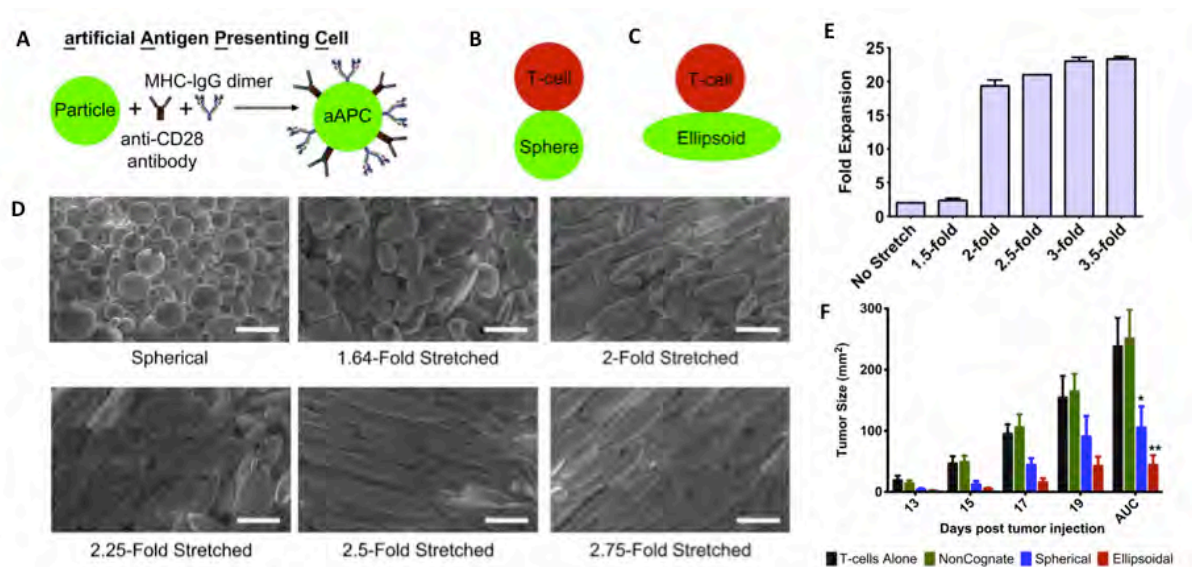 A
artificial Antigen Presenting Cell
MHC-IgG dimer
Particle
+
+
aAPC
anti-CD28
antibody
B
T-cell
Sphere
C
T-cell
Ellipsoid
D
Spherical
1.64-Fold Stretched
2-Fold Stretched
2.25-Fold Stretched
2.5-Fold Stretched
2.75-Fold Stretched
E
Fold Expansion
25
20
15
10
5
0
No Stretch
1.5-fold
2-fold
2.5-fold
3-fold
3.5-fold
F
Tumor Size (mm²)
300
200
100
0
*
**
13
15
17
19
AUC
Days post tumor injection
T-cells Alone
NonCognate
Spherical
Ellipsoidal